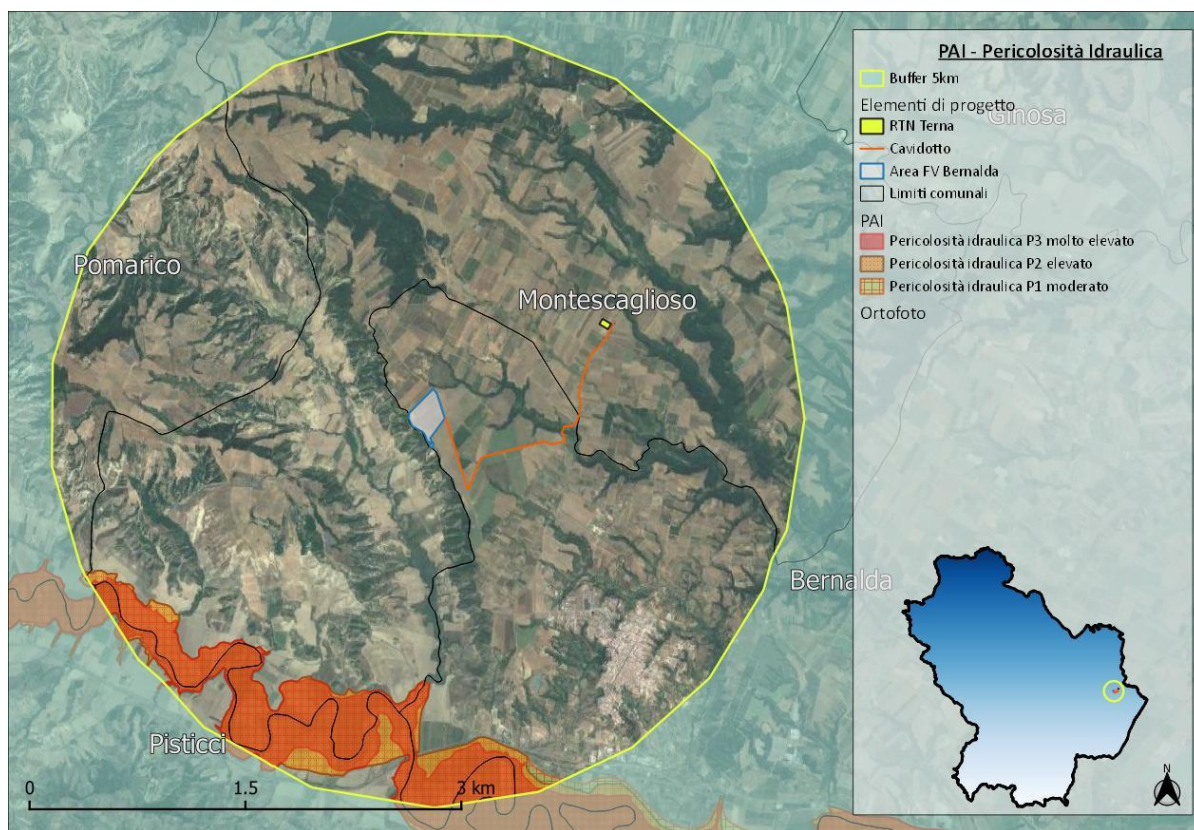 PAI - Pericolosità Idraulica
Buffer 5km
Elementi di progetto
RTN Terna
Cavidotto
Area FV Bernalda
Limiti comunali
PAI
Pericolosità idraulica P3 molto elevato
Pericolosità idraulica P2 elevato
Pericolosità idraulica P1 moderato
Ortofoto
Ginosa
Pomarico
Montescaglioso
Bernalda
Pisticci
0
1.5
3 km
N